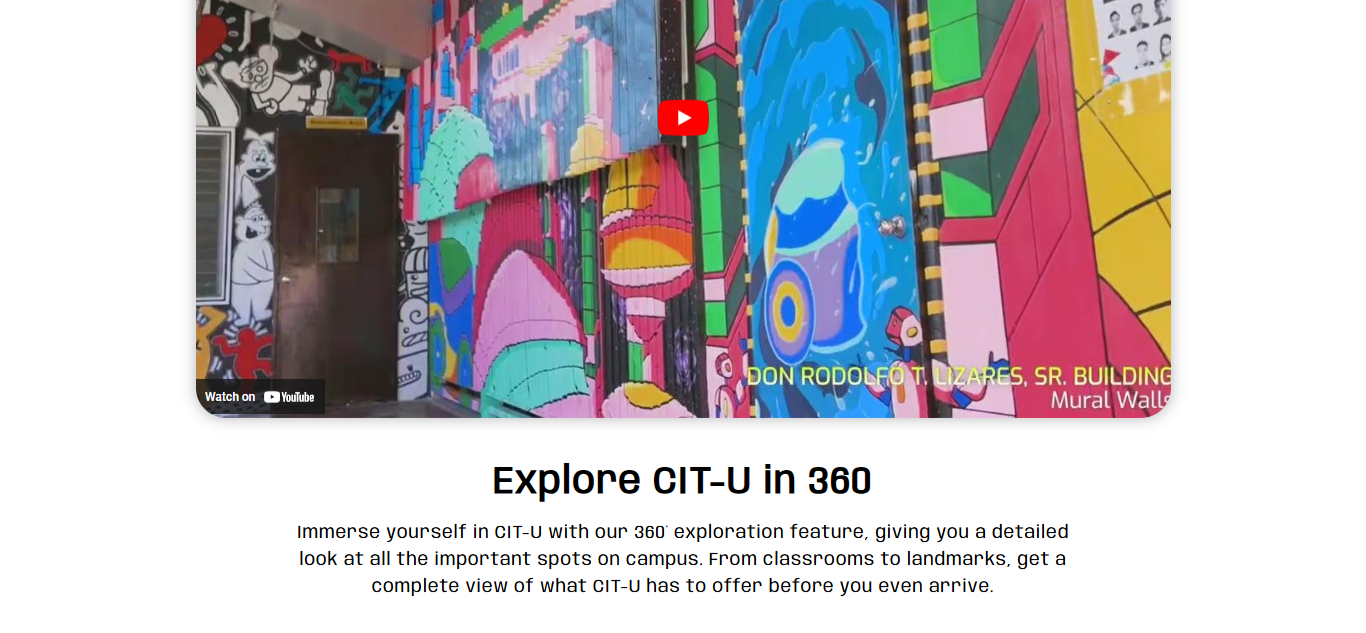 DON RODOLFO T. LIZARES, SR. BUILDING
Mural Walls
Watch on YouTube
Explore CIT-U in 360
Immerse yourself in CIT-U with our 360° exploration feature, giving you a detailed
look at all the important spots on campus. From classrooms to landmarks, get a
complete view of what CIT-U has to offer before you even arrive.